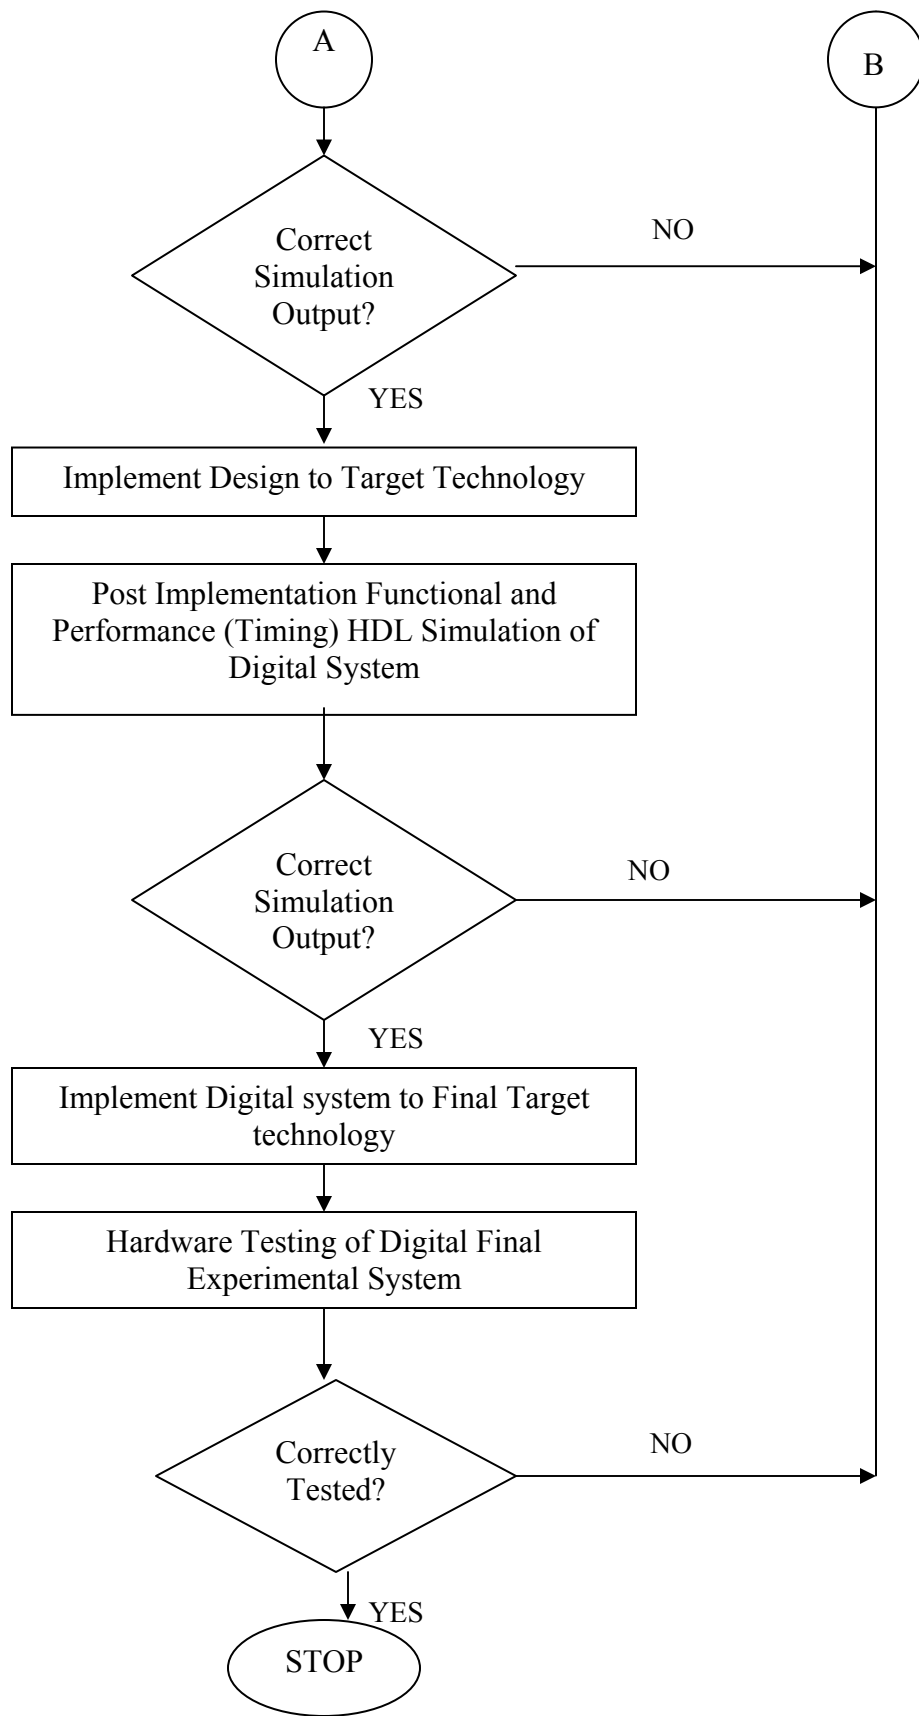 A
B
Correct
Simulation
Output?
NO
YES
Implement Design to Target Technology
Post Implementation Functional and
Performance (Timing) HDL Simulation of
Digital System
Correct
Simulation
Output?
NO
YES
Implement Digital system to Final Target
technology
Hardware Testing of Digital Final
Experimental System
Correctly
Tested?
NO
YES
STOP